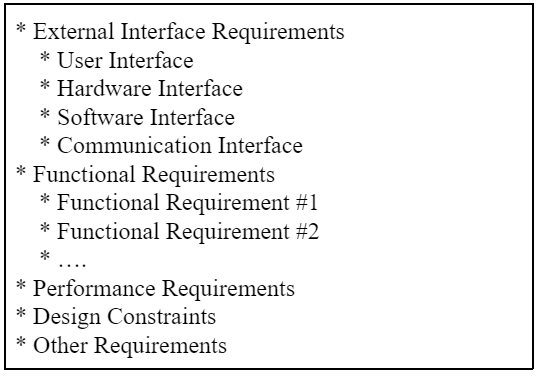 * External Interface Requirements
* User Interface
* Hardware Interface
* Software Interface
* Communication Interface
* Functional Requirements
* Functional Requirement #1
* Functional Requirement #2
* ….
* Performance Requirements
* Design Constraints
* Other Requirements